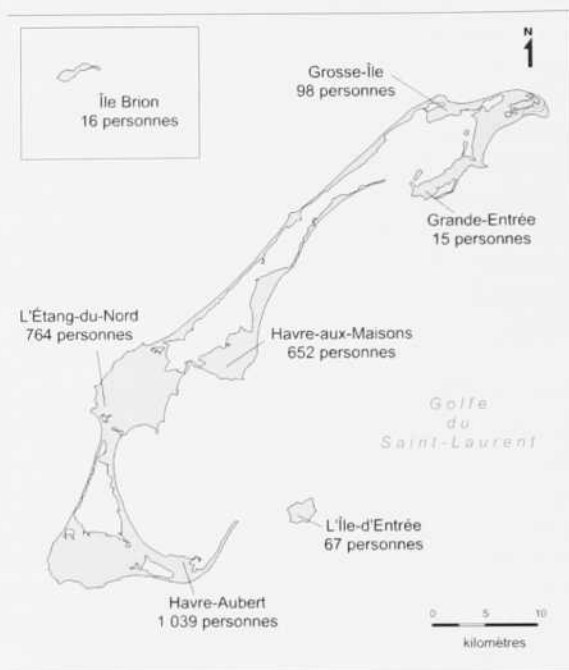 N
Île Brion
16 personnes
Grosse-Île
98 personnes
Grande-Entrée
15 personnes
L'Étang-du-Nord
764 personnes
Havre-aux-Maisons
652 personnes
Golfe
du
Saint-Laurent
L'Île-d'Entrée
67 personnes
Havre-Aubert
1 039 personnes
0 5 10
kilomètres